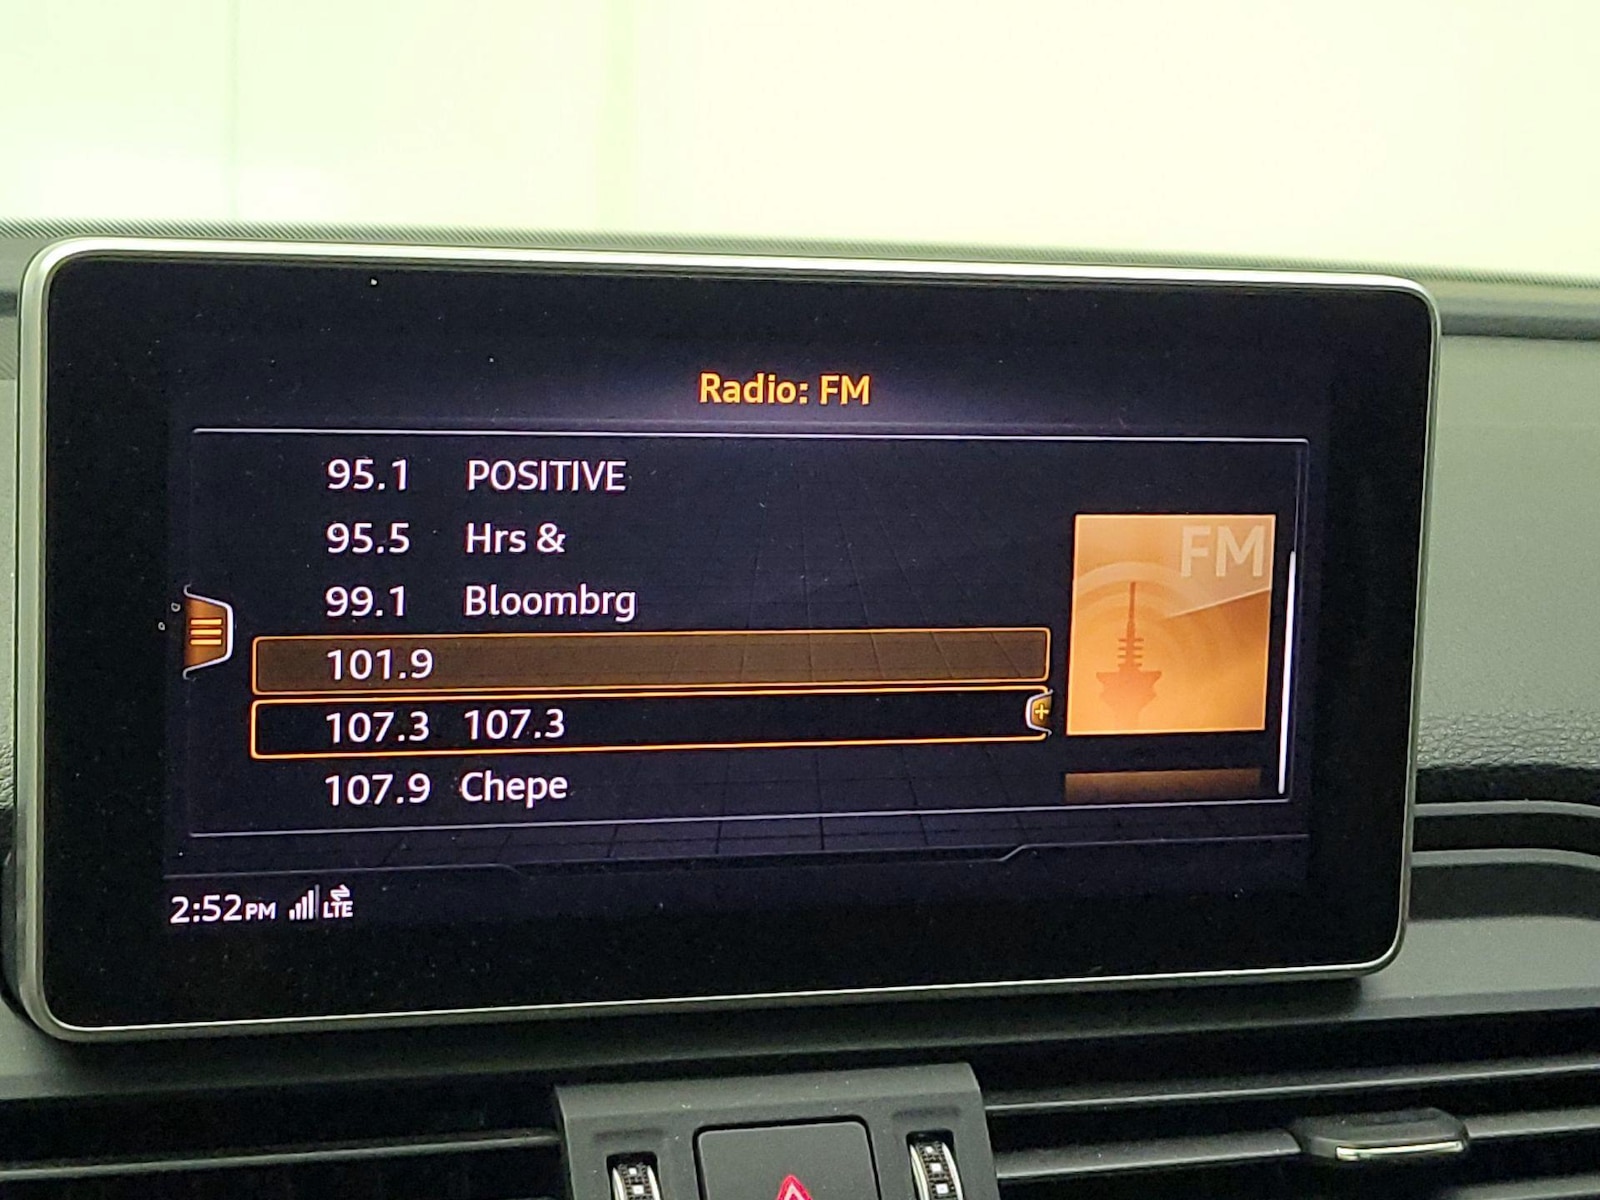 Radio: FM
95.1 POSITIVE
95.5 Hrs &
99.1 Bloombrg
FM
101.9
107.3 107.3
107.9 Chepe
2:52PM LTE